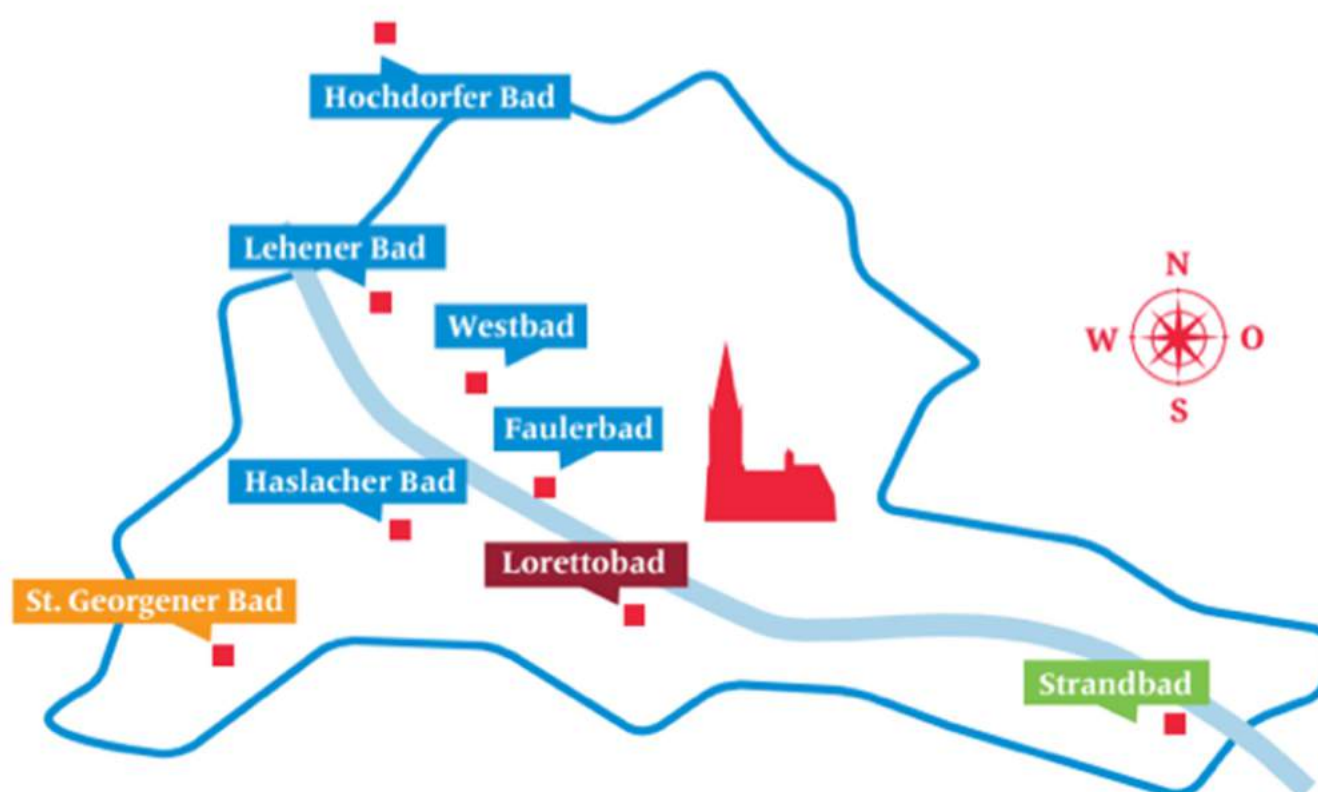 Hochdorfer Bad
Lehener Bad
N
W
O
S
Westbad
Faulerbad
Haslacher Bad
Lorettobad
St. Georgener Bad
Strandbad